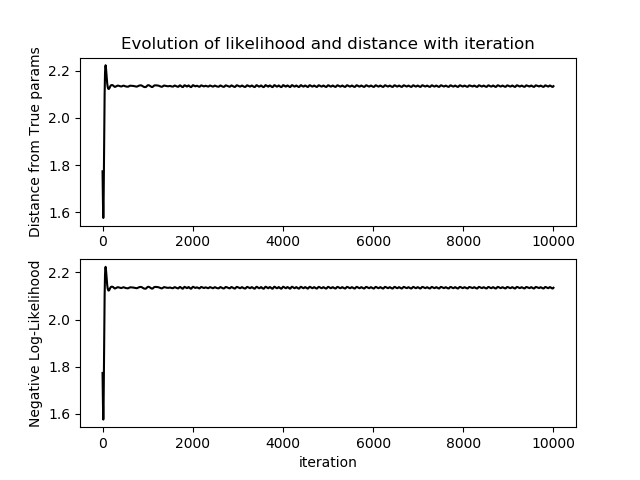 Evolution of likelihood and distance with iteration
Distance from True params
2.2
2.0
1.8
1.6
0 2000 4000 6000 8000 10000
Negative Log-Likelihood
2.2
2.0
1.8
1.6
0 2000 4000 6000 8000 10000
iteration